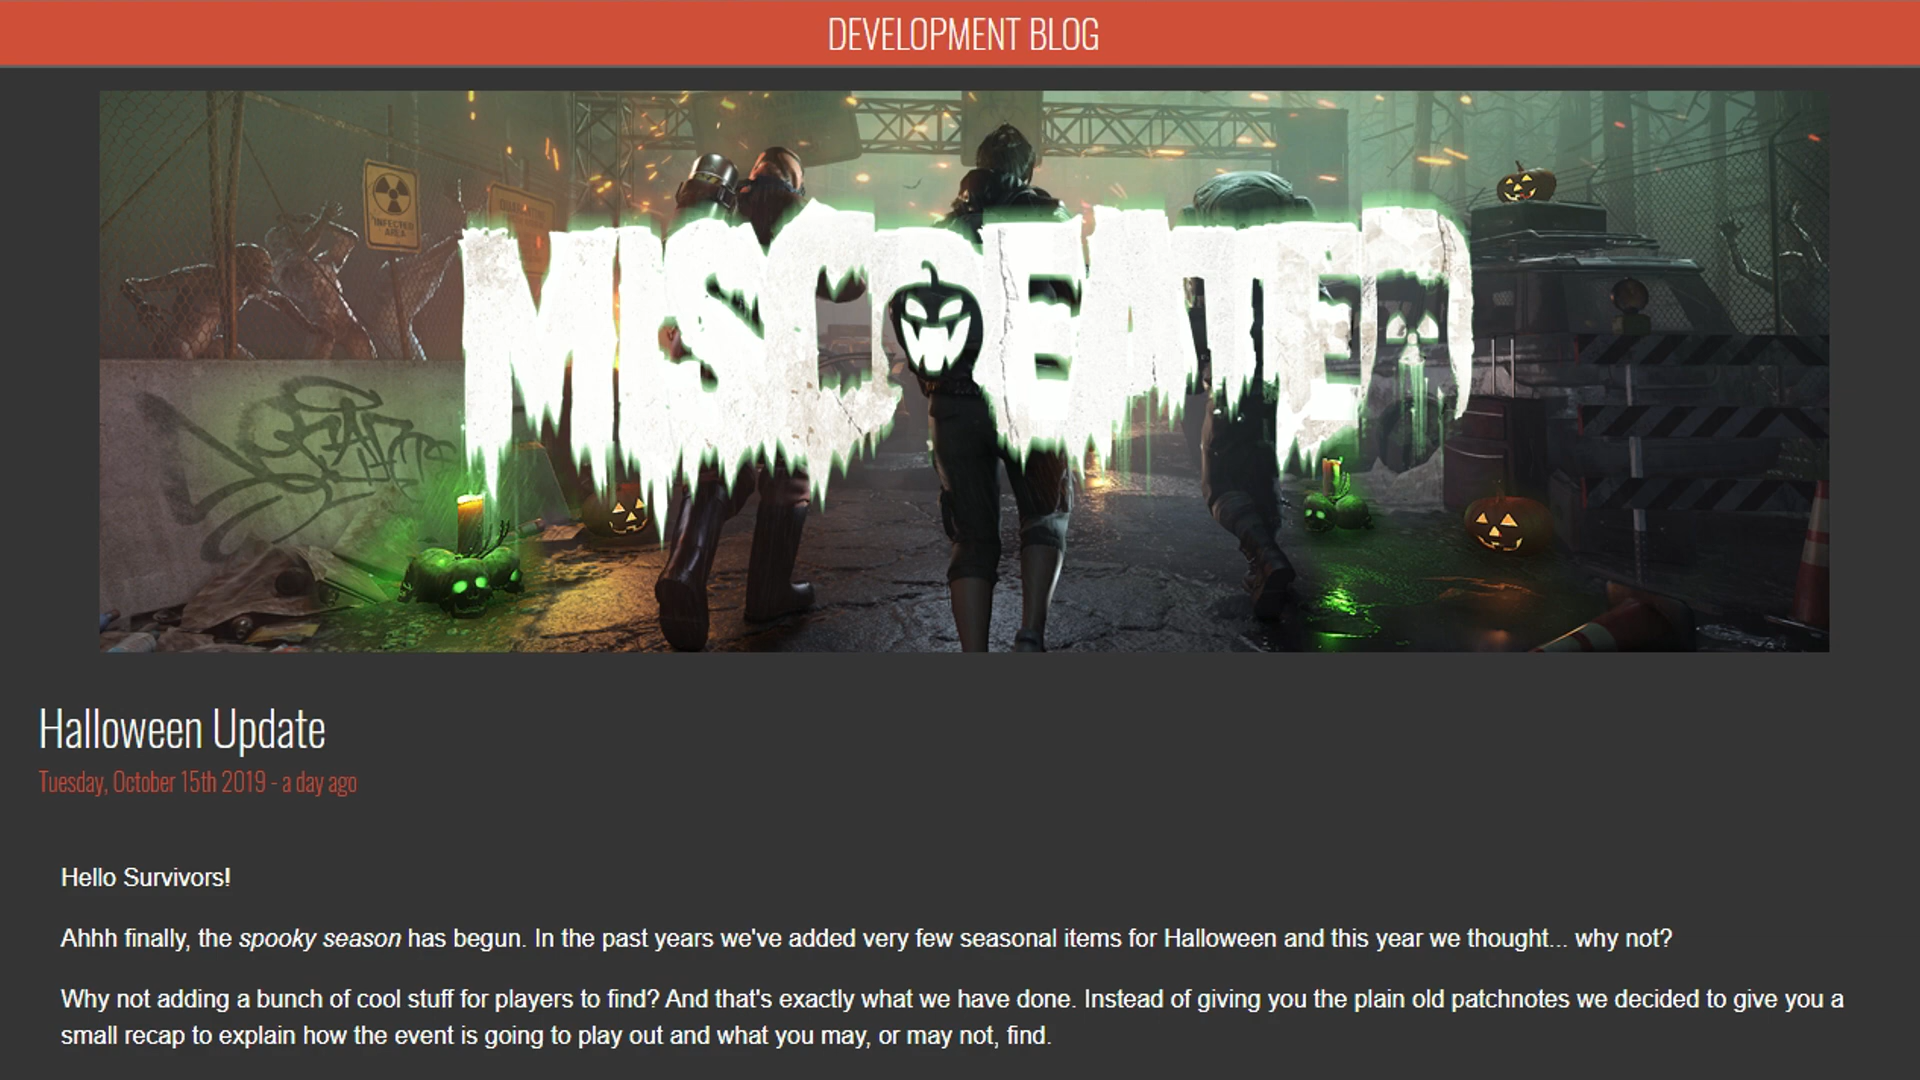 DEVELOPMENT BLOG
INFECTED
AREA
MISCREATED
Halloween Update
Tuesday, October 15th 2019 - a day ago
Hello Survivors!
Ahhh finally, the spooky season has begun. In the past years we've added very few seasonal items for Halloween and this year we thought... why not?
Why not adding a bunch of cool stuff for players to find? And that's exactly what we have done. Instead of giving you the plain old patchnotes we decided to give you a
small recap to explain how the event is going to play out and what you may, or may not, find.